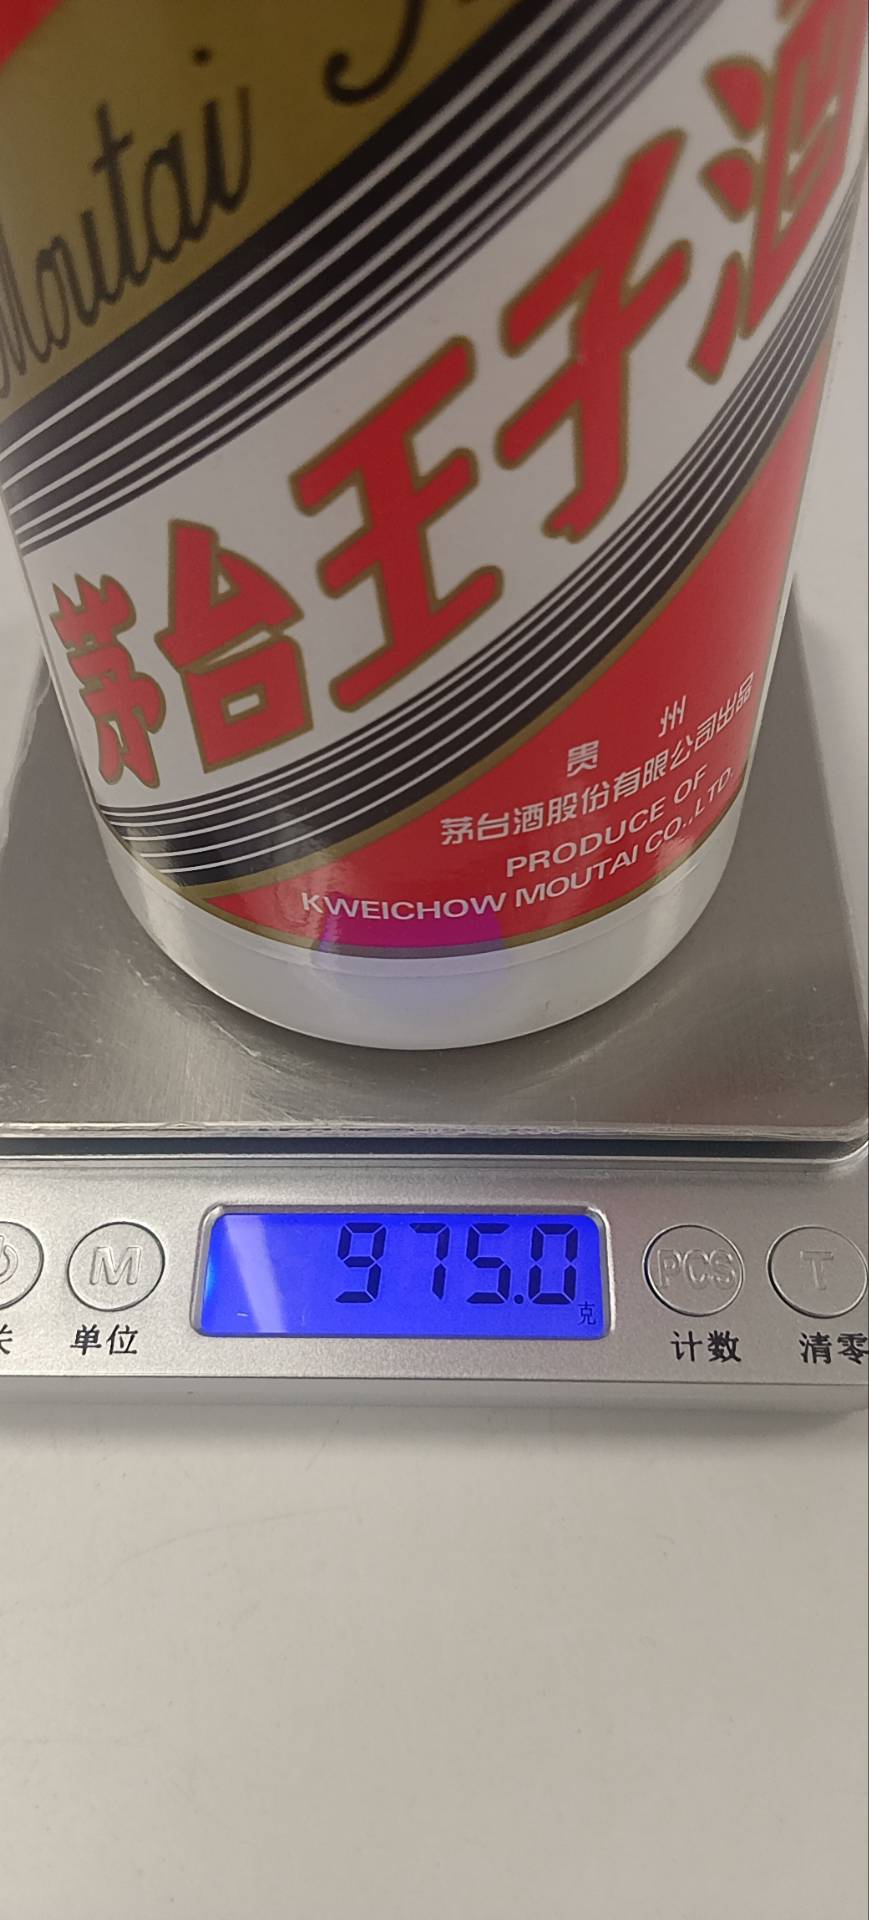 Moutai
茅台王子酒
贵州
茅台酒股份有限公司出品
PRODUCE OF
KWEICHOW MOUTAI CO.,LTD.
975.0
克
M
PCS
T
单位
计数
清零